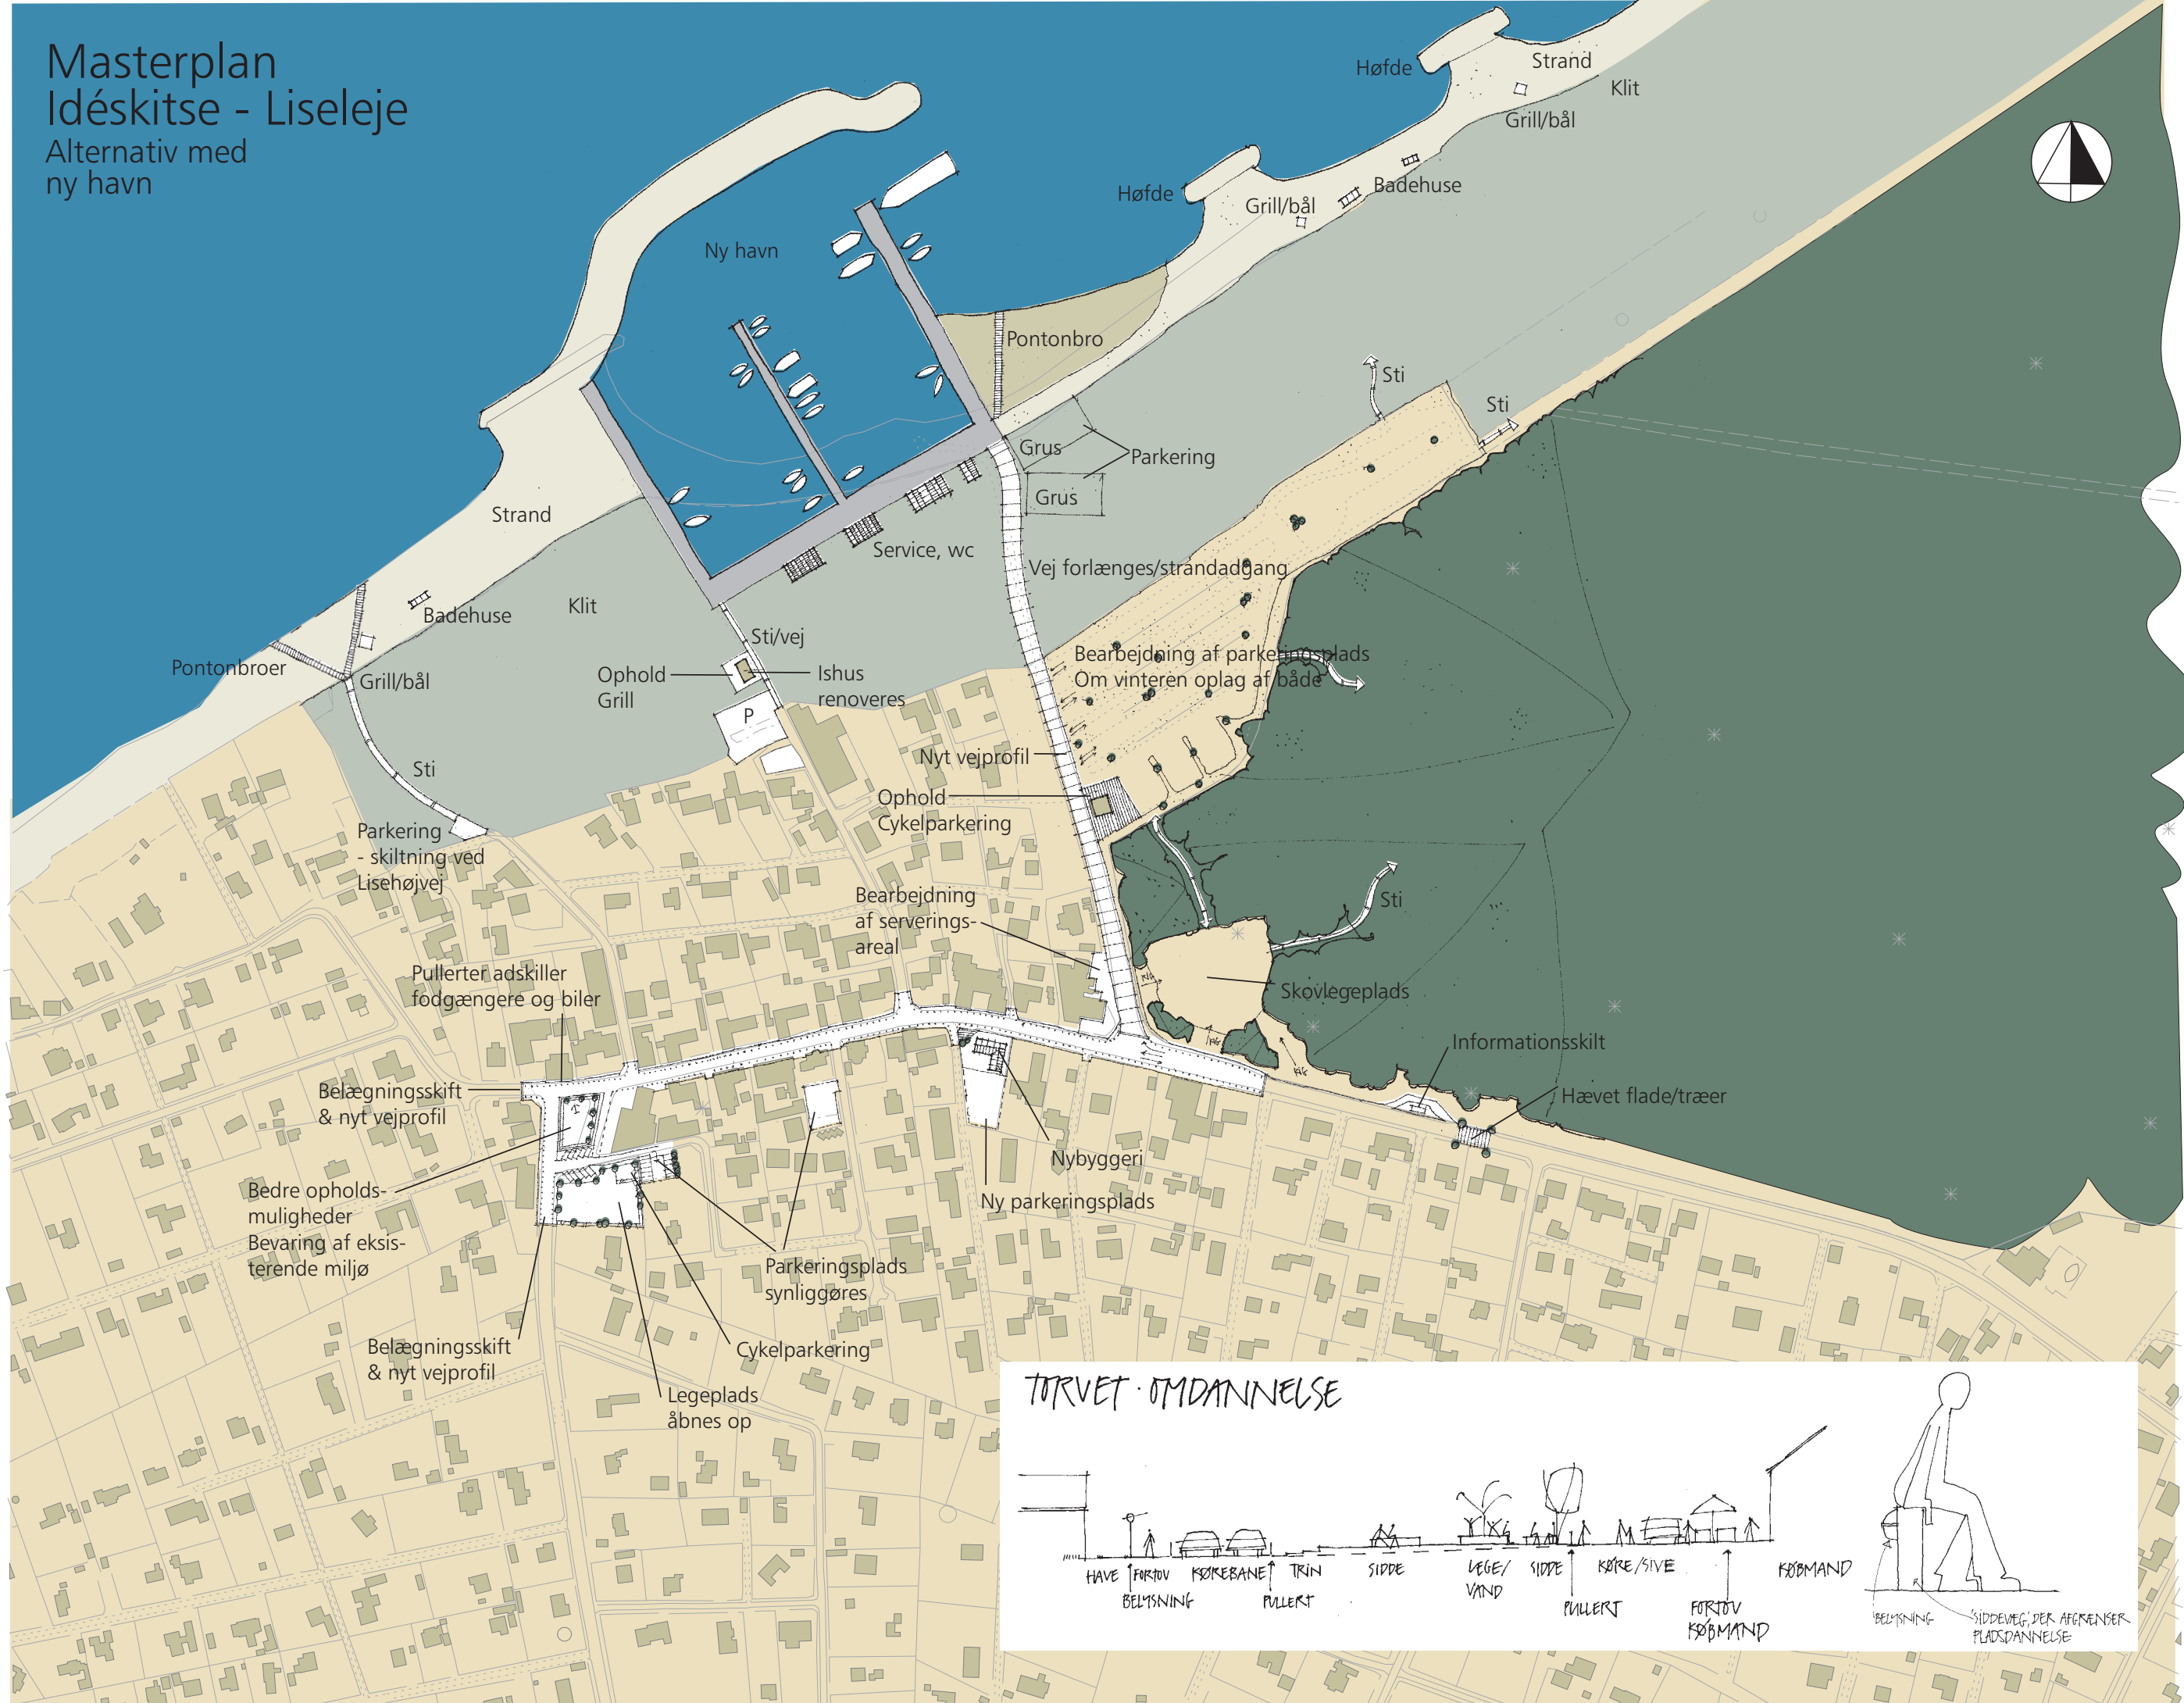 Masterplan
Idéskitse - Liseleje
Alternativ med
ny havn
Høfde
Strand
Klit
Grill/bål
Høfde
Grill/bål
Badehuse
Ny havn
Pontonbro
Sti
Sti
Grus
Parkering
Grus
Strand
Service, wc
Vej forlænges/strandadgang
Badehuse
Klit
Sti/vej
Pontonbroer
Grill/bål
Ophold
Grill
Ishus
renoveres
P
Bearbejdning af parkeringsplads
Om vinteren oplag af både
Sti
Nyt vejprofil
Ophold
Cykelparkering
Parkering
- skiltning ved
Lisehøjvej
Bearbejdning
af serverings-
areal
Sti
Pullerter adskiller
fodgængere og biler
Skovlegeplads
Informationsskilt
Belægningsskift
& nyt vejprofil
Hævet flade/træer
Nybyggeri
Ny parkeringsplads
Bedre opholds-
muligheder
Bevaring af eksis-
terende miljø
Parkeringsplads
synliggøres
Belægningsskift
& nyt vejprofil
Cykelparkering
Legeplads
åbnes op
TORVET · OMDANNELSE
HAVE FORTOV KØREBANE TRIN SIDDE LEGE/ SIDDE KØRE/SIVE KØBMAND
VAND
BELYSNING PULLERT PULLERT FORTOV
KØBMAND
BELYSNING 'SIDDEVÆG', DER AFGRÆNSER
PLADSDANNELSE